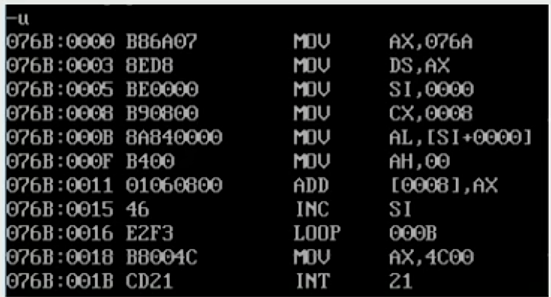 -u
076B:0000 B86A07 MOV AX,076A
076B:0003 8ED8 MOV DS,AX
076B:0005 BE0000 MOV SI,0000
076B:0008 B90800 MOV CX,0008
076B:000B 8A840000 MOV AL,[SI+0000]
076B:000F B400 MOV AH,00
076B:0011 01060800 ADD [0008],AX
076B:0015 46 INC SI
076B:0016 E2F3 LOOP 000B
076B:0018 B8004C MOV AX,4C00
076B:001B CD21 INT 21